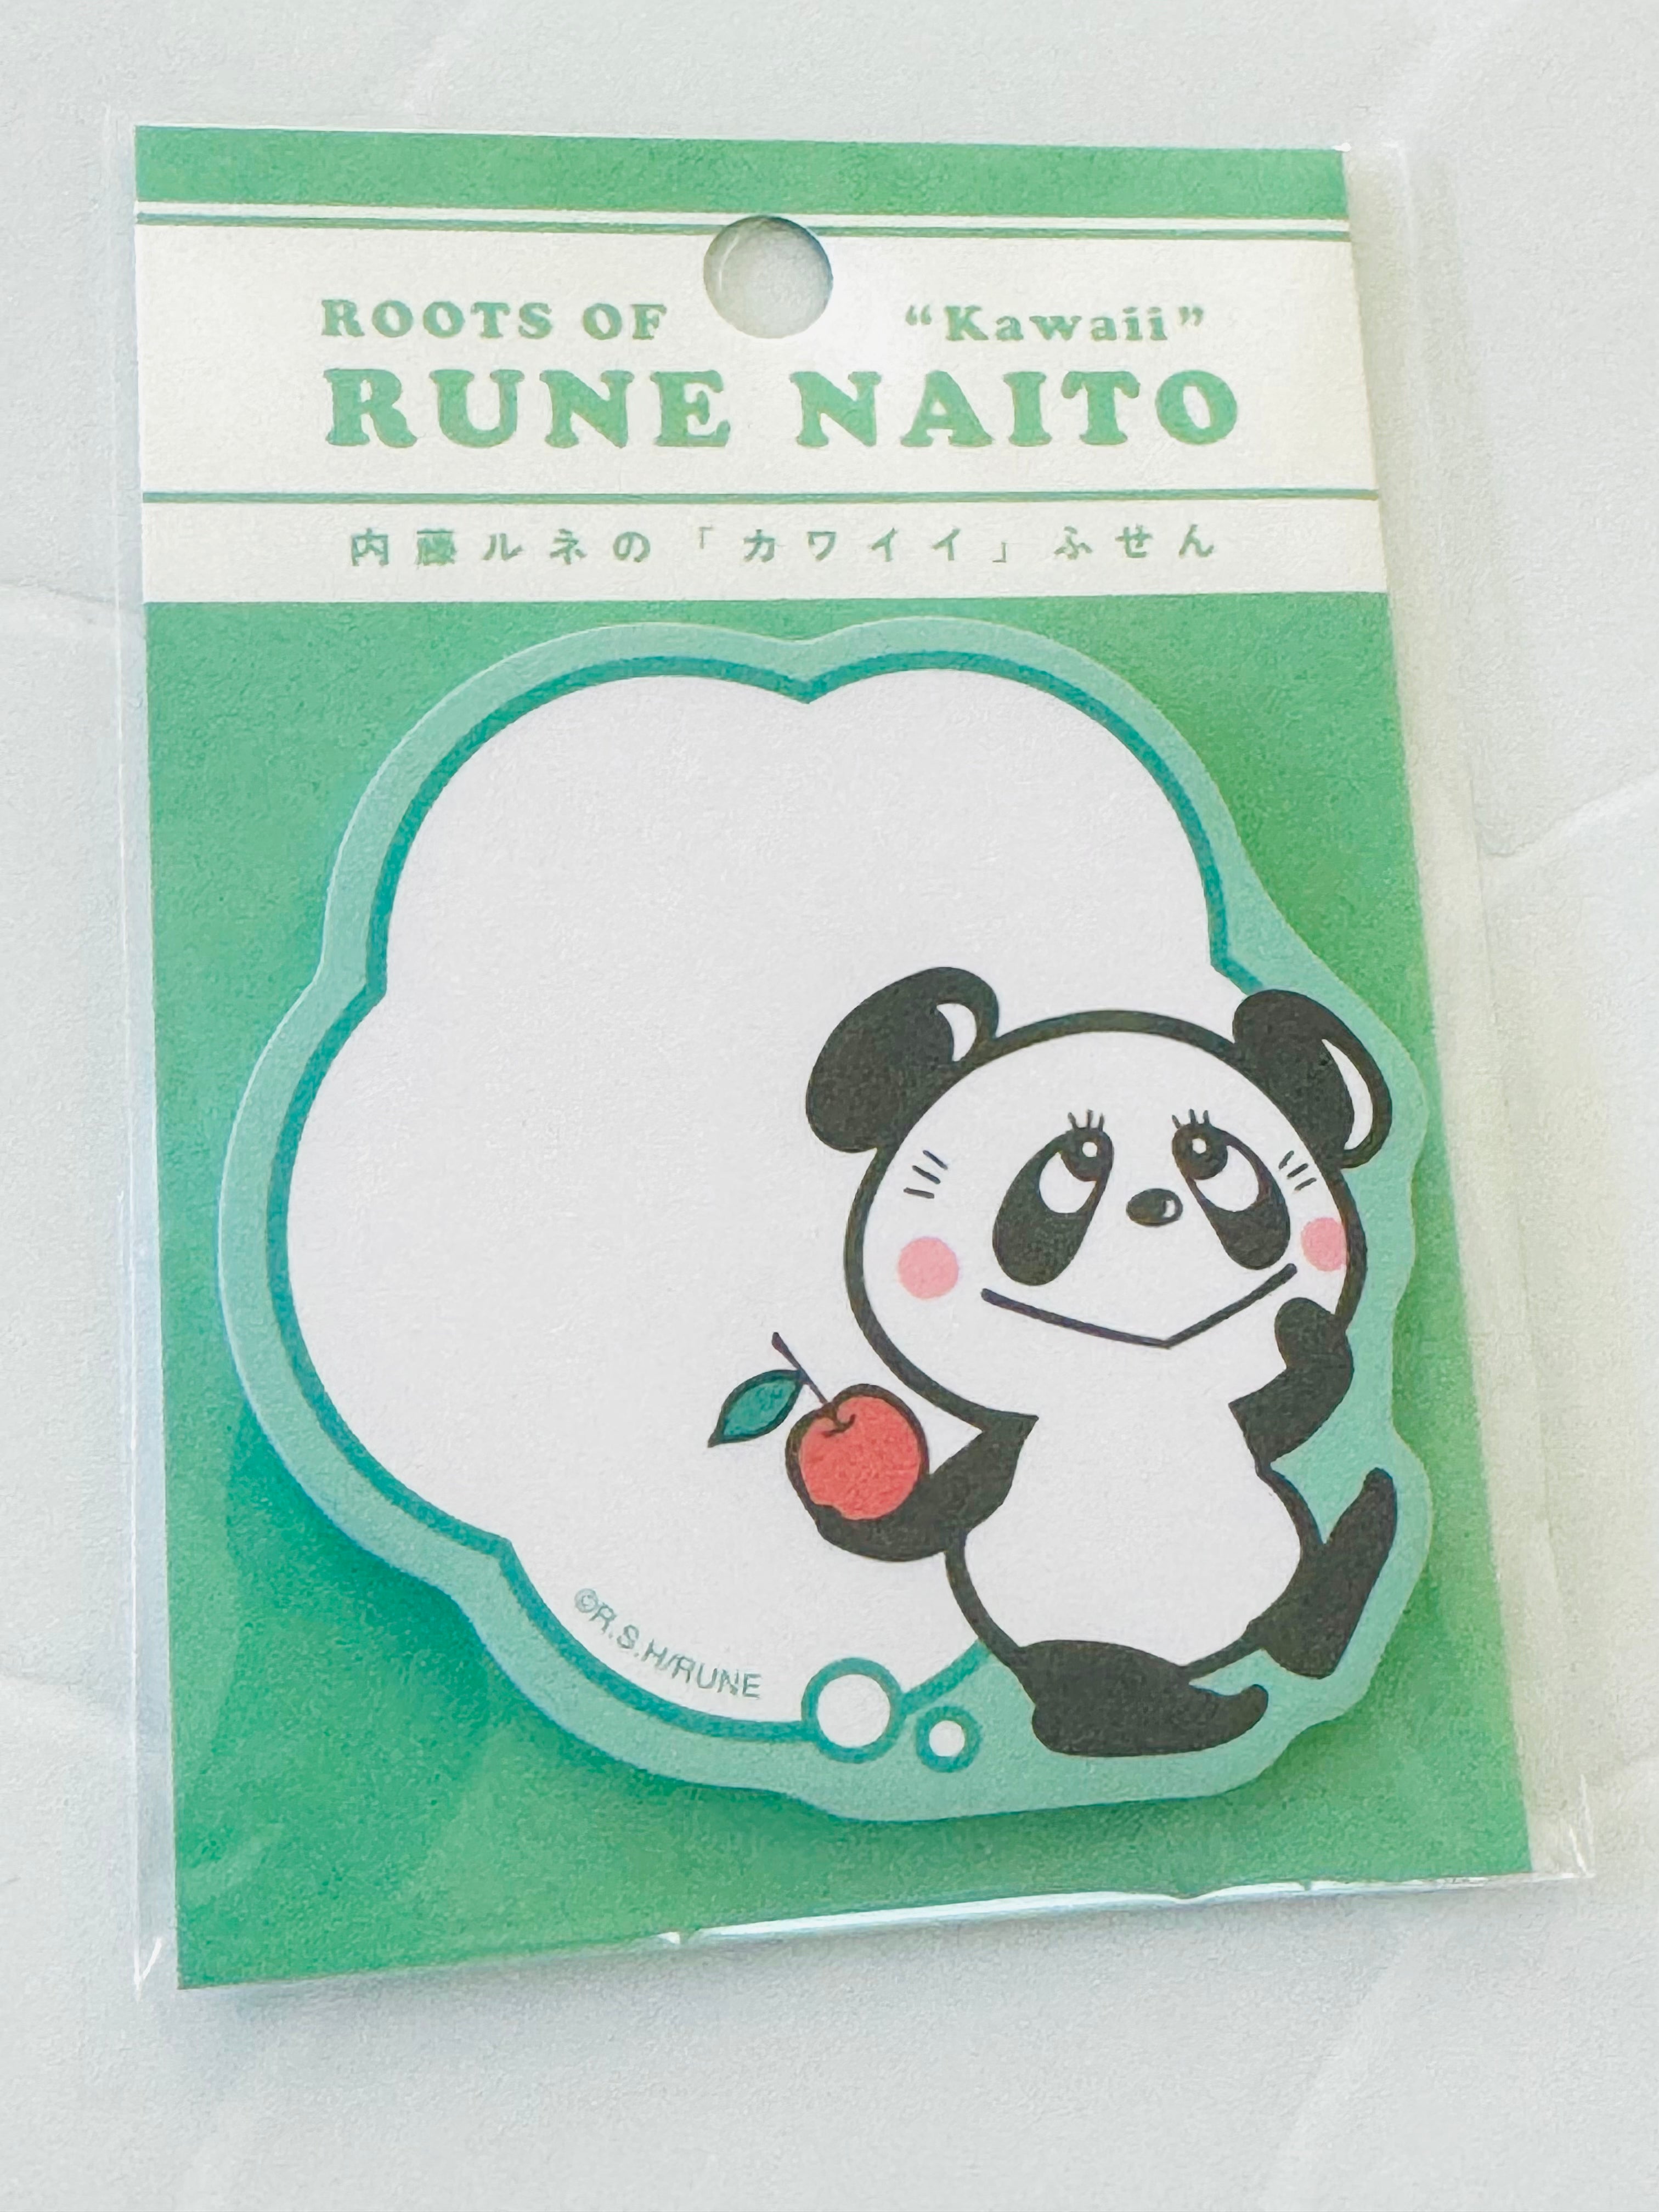 ROOTS OF “Kawaii”
RUNE NAITO
内藤ルネの「カワイイ」ふせん
©R.S.H/RUNE